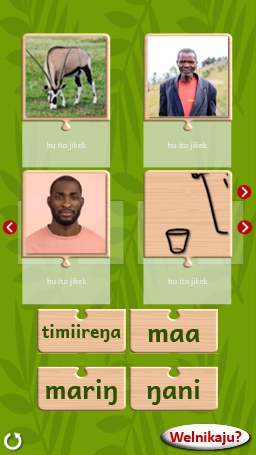 bu ita jikek
bu ita jikek
bu ita jikek
bu ita jikek
timiireŋa
maa
mariŋ
ŋani
Welnikaju?